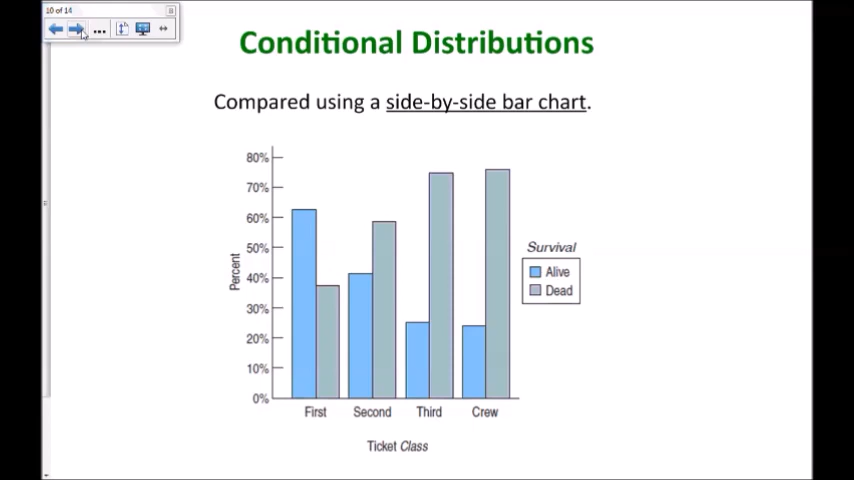 10 of 14
Conditional Distributions
Compared using a side-by-side bar chart.
80%
70%
60%
50%
40%
30%
20%
10%
0%
Percent
First Second Third Crew
Ticket Class
Survival
Alive
Dead